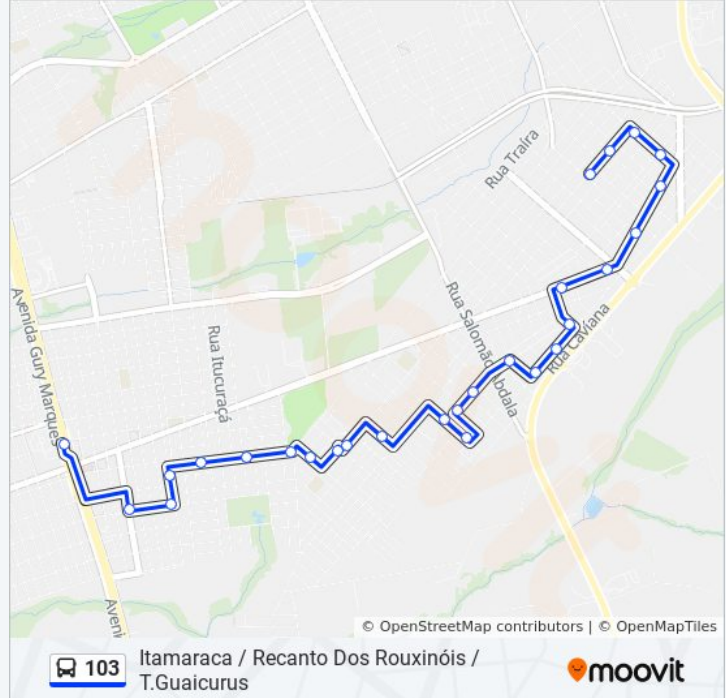 Rua Traíra
Avenida Gury Marques
Rua Itucuraçá
Rua Salomão Abdala
Rua Caviana
Aveni
© OpenStreetMap contributors | © OpenMapTiles
103
Itamaraca / Recanto Dos Rouxinóis /
T.Guaicurus
moovit